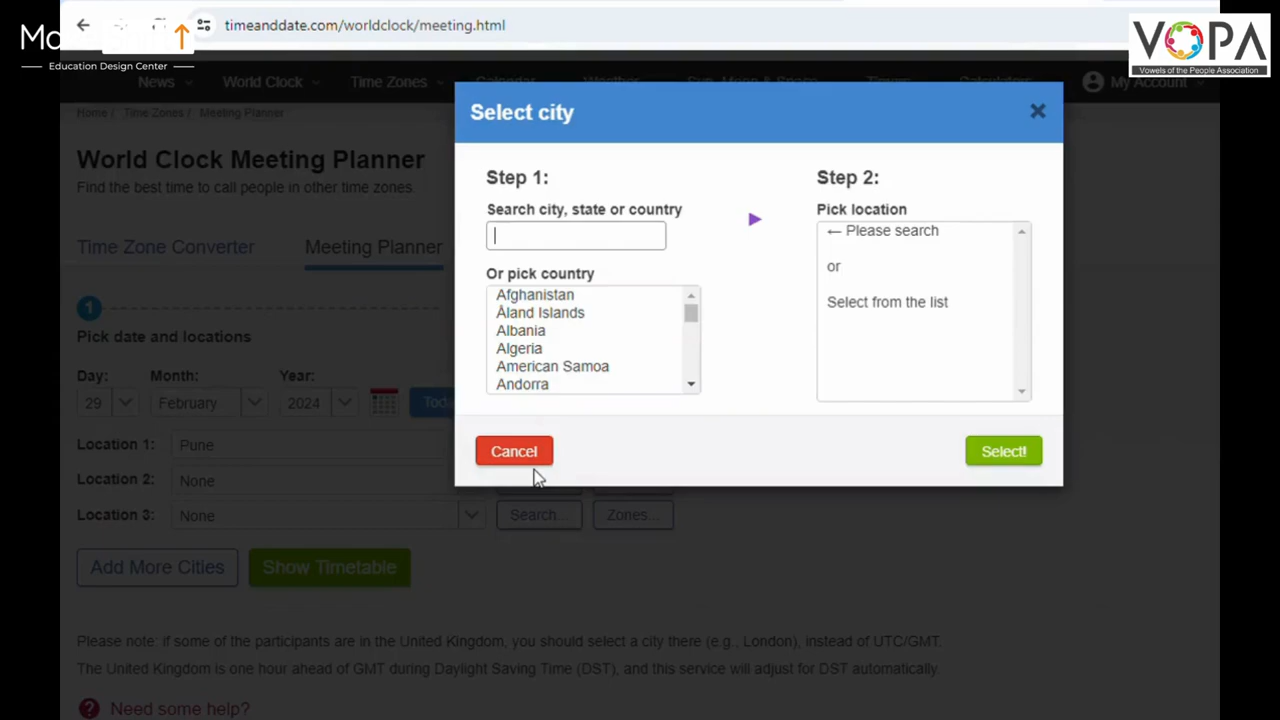 timeanddate.com/worldclock/meeting.html
Education Design Center
VOPA
Vowels of the People Association
News
World Clock
Time Zones
My Account
Home / Time Zones / Meeting Planner
World Clock Meeting Planner
Find the best time to call people in other time zones.
Time Zone Converter
Meeting Planner
1
Pick date and locations
Day:
Month:
Year:
29
February
2024
Location 1:
Pune
Location 2:
None
Location 3:
None
Search...
Zones...
Add More Cities
Show Timetable
Please note: if some of the participants are in the United Kingdom, you should select a city there (e.g., London), instead of UTC/GMT.
The United Kingdom is one hour ahead of GMT during Daylight Saving Time (DST), and this service will adjust for DST automatically.
? Need some help?
Select city
Step 1:
Search city, state or country
Or pick country
Afghanistan
Åland Islands
Albania
Algeria
American Samoa
Andorra
Step 2:
Pick location
← Please search
or
Select from the list
Cancel
Select!